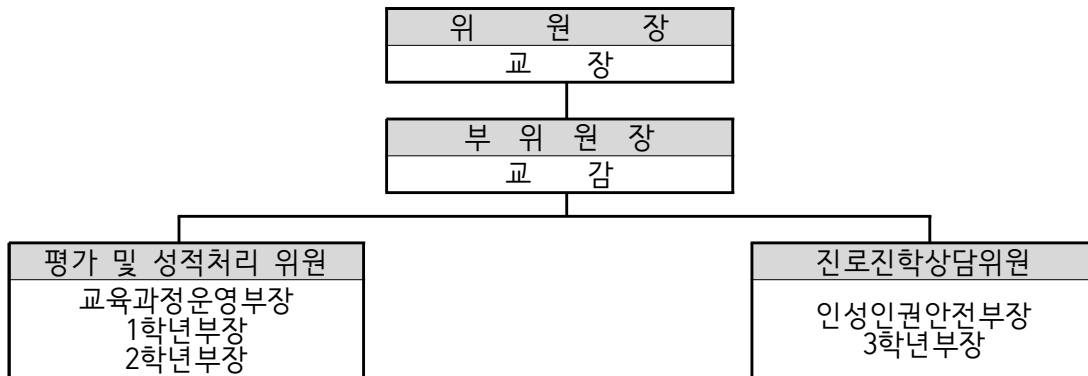 위 원 장
교 장
부 위 원 장
교 감
평가 및 성적처리 위원
교육과정운영부장
1학년부장
2학년부장
진로진학상담위원
인성인권안전부장
3학년부장